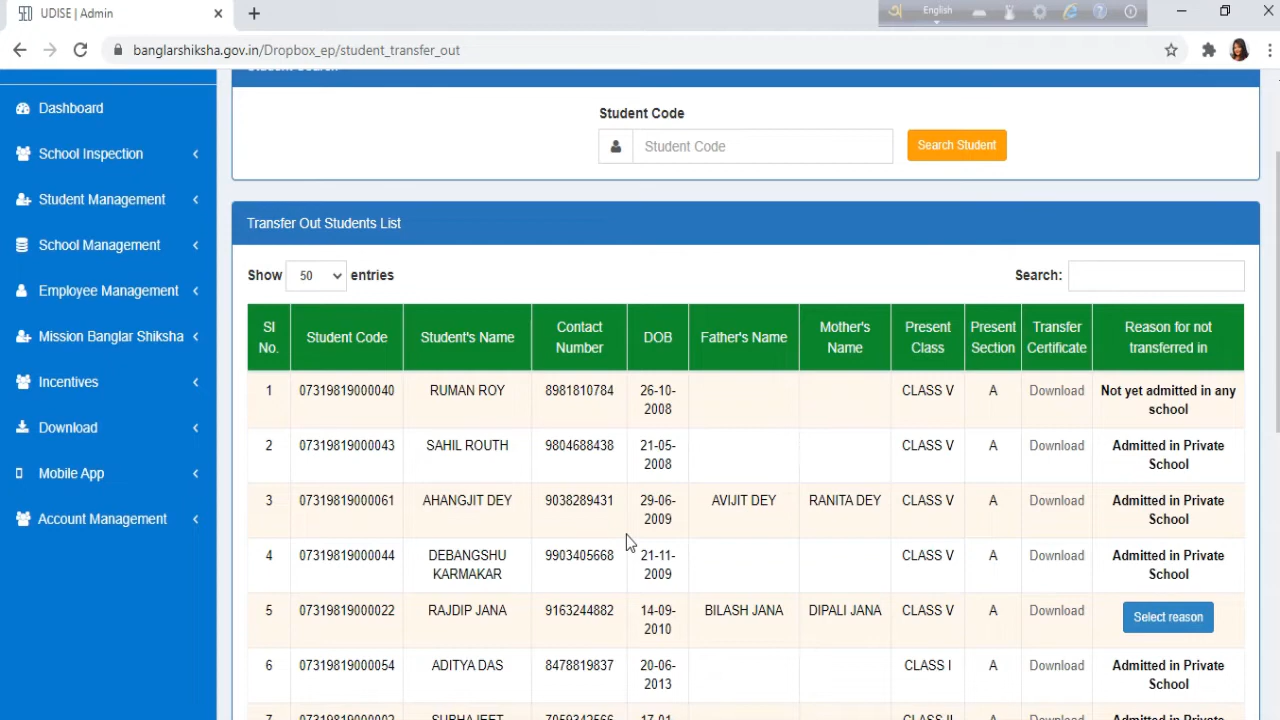 UDISE | Admin
English
banglarshiksha.gov.in/Dropbox_ep/student_transfer_out
Dashboard
School Inspection
Student Management
School Management
Employee Management
Mission Banglar Shiksha
Incentives
Download
Mobile App
Account Management
Student Search
Student Code
Student Code
Search Student
Transfer Out Students List
Show 50 entries
Search:
Sl No. Student Code Student's Name Contact Number DOB Father's Name Mother's Name Present Class Present Section Transfer Certificate Reason for not transferred in
1 07319819000040 RUMAN ROY 8981810784 26-10-2008 CLASS V A Download Not yet admitted in any school
2 07319819000043 SAHIL ROUTH 9804688438 21-05-2008 CLASS V A Download Admitted in Private School
3 07319819000061 AHANGJIT DEY 9038289431 29-06-2009 AVIJIT DEY RANITA DEY CLASS V A Download Admitted in Private School
4 07319819000044 DEBANGSHU KARMAKAR 9903405668 21-11-2009 CLASS V A Download Admitted in Private School
5 07319819000022 RAJDIP JANA 9163244882 14-09-2010 BILASH JANA DIPALI JANA CLASS V A Download Select reason
6 07319819000054 ADITYA DAS 8478819837 20-06-2013 CLASS I A Download Admitted in Private School